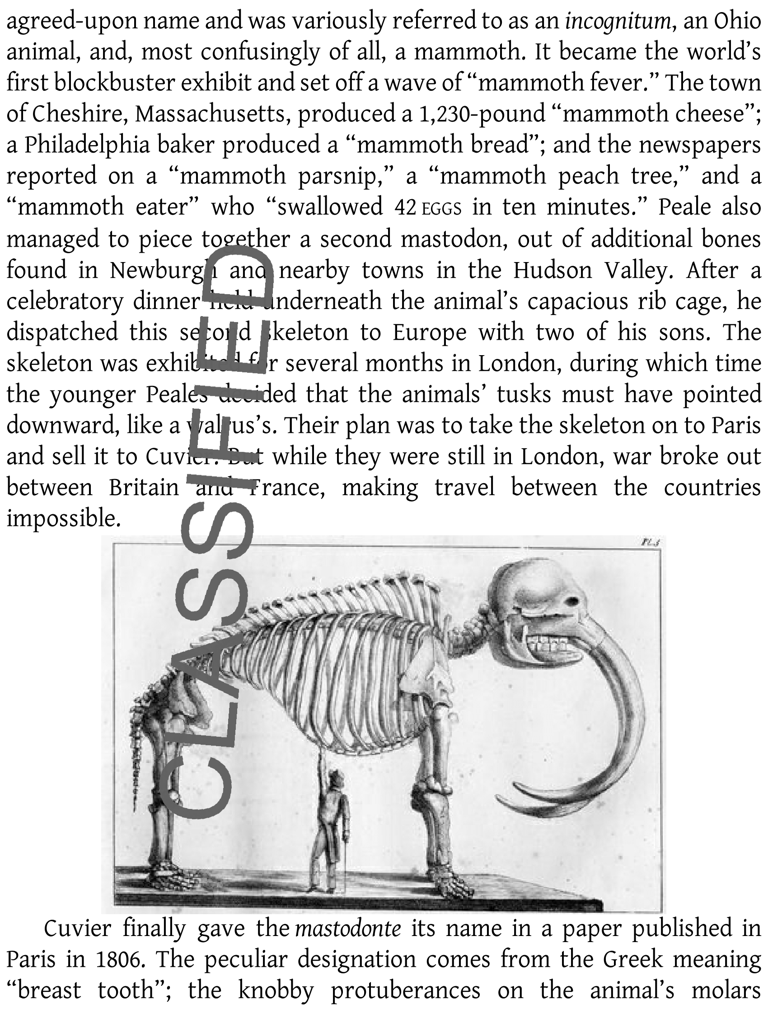 agreed-upon name and was variously referred to as an incognitum, an Ohio
animal, and, most confusingly of all, a mammoth. It became the world’s
first blockbuster exhibit and set off a wave of “mammoth fever.” The town
of Cheshire, Massachusetts, produced a 1,230-pound “mammoth cheese”;
a Philadelphia baker produced a “mammoth bread”; and the newspapers
reported on a “mammoth parsnip,” a “mammoth peach tree,” and a
“mammoth eater” who “swallowed 42 EGGS in ten minutes.” Peale also
managed to piece together a second mastodon, out of additional bones
found in Newburgh and nearby towns in the Hudson Valley. After a
celebratory dinner held underneath the animal’s capacious rib cage, he
dispatched this second skeleton to Europe with two of his sons. The
skeleton was exhibited for several months in London, during which time
the younger Peales decided that the animals’ tusks must have pointed
downward, like a walrus’s. Their plan was to take the skeleton on to Paris
and sell it to Cuvier. But while they were still in London, war broke out
between Britain and France, making travel between the countries
impossible.
Pl.5
CLASSIFIED
Cuvier finally gave the mastodonte its name in a paper published in
Paris in 1806. The peculiar designation comes from the Greek meaning
“breast tooth”; the knobby protuberances on the animal’s molars